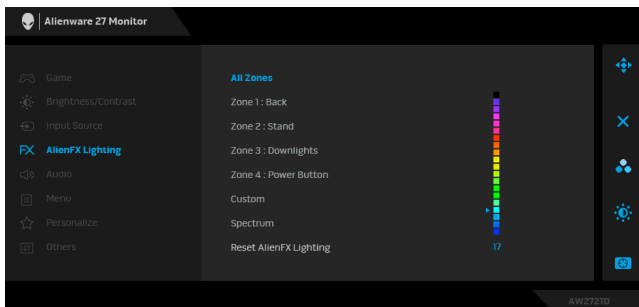 Alienware 27 Monitor
Game
Brightness/Contrast
Input Source
FX AlienFX Lighting
Audio
Menu
Personalize
Others
All Zones
Zone 1 : Back
Zone 2 : Stand
Zone 3 : Downlights
Zone 4 : Power Button
Custom
Spectrum
Reset AlienFX Lighting
17
AW2721D